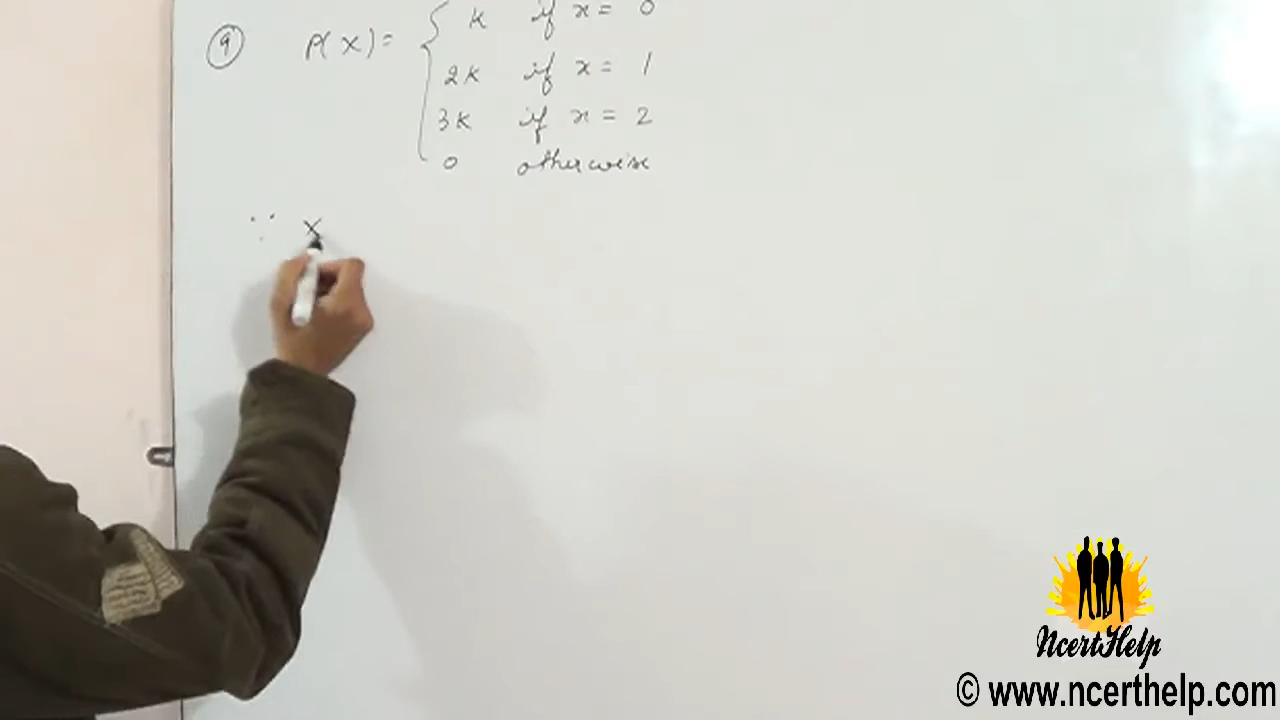 k if x = 0
9 P(X) =
2k if x = 1
3k if x = 2
0 otherwise
∵ X
NcertHelp
© www.ncerthelp.com